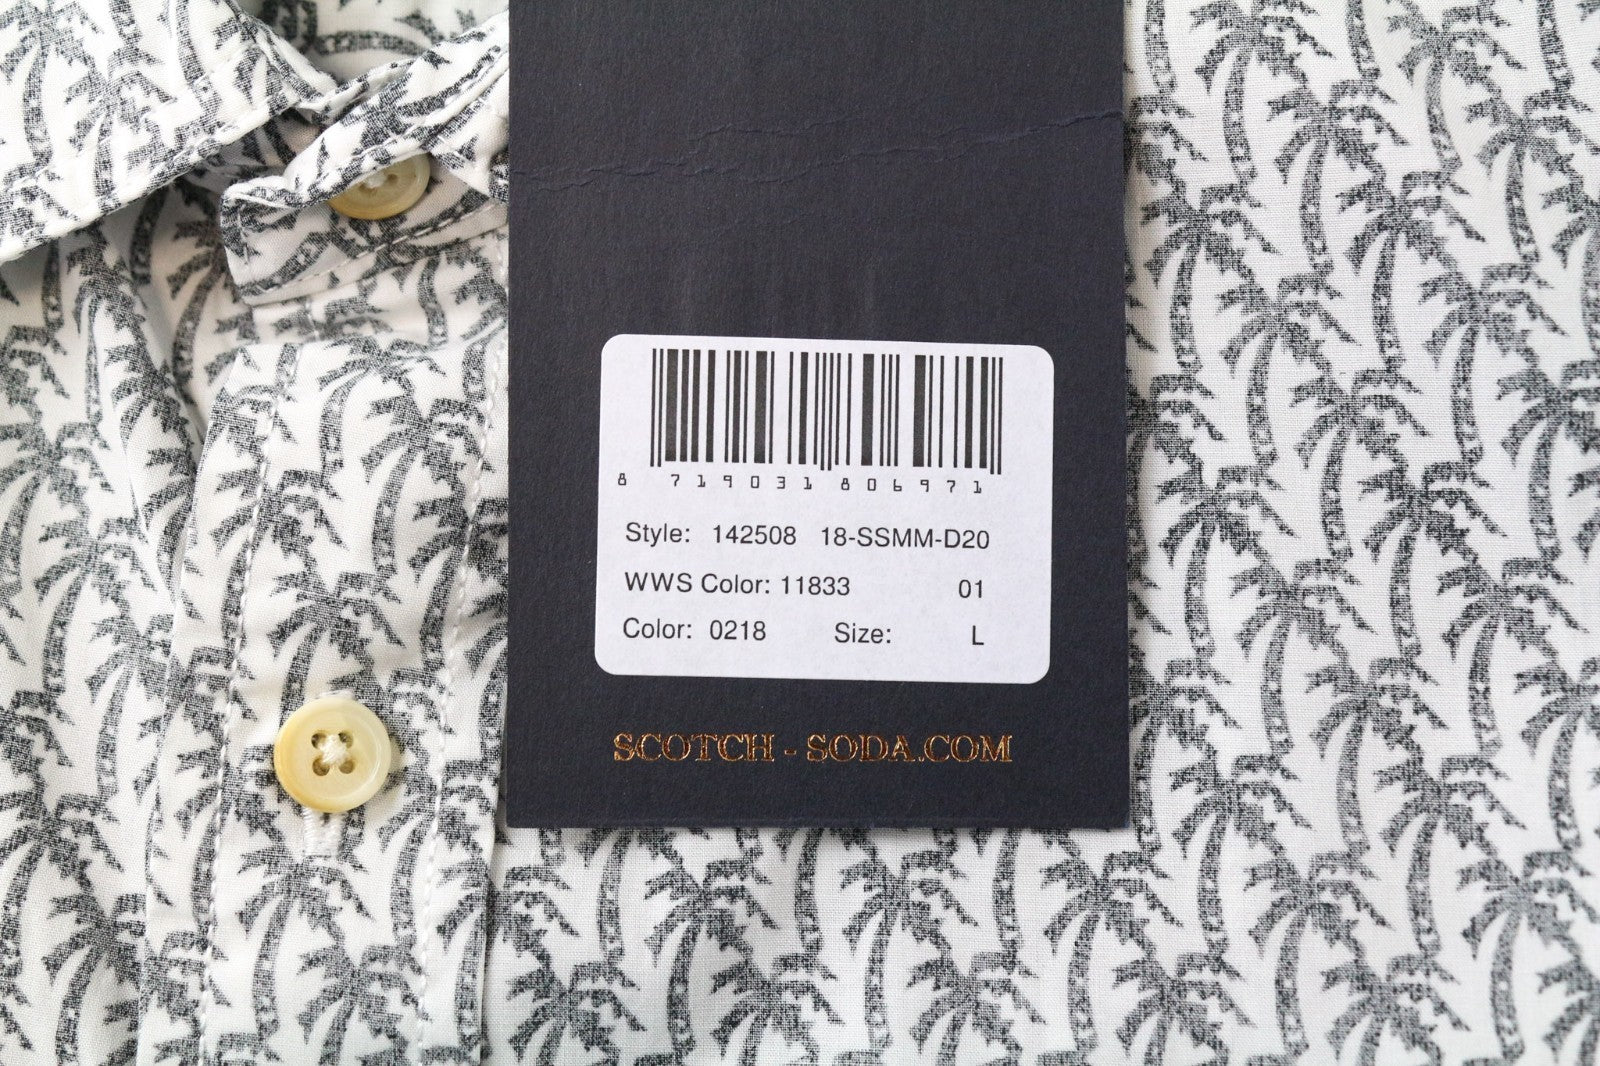 8 719031 806971
Style: 142508 18-SSMM-D20
WWS Color: 11833 01
Color: 0218 Size: L
SCOTCH - SODA.COM